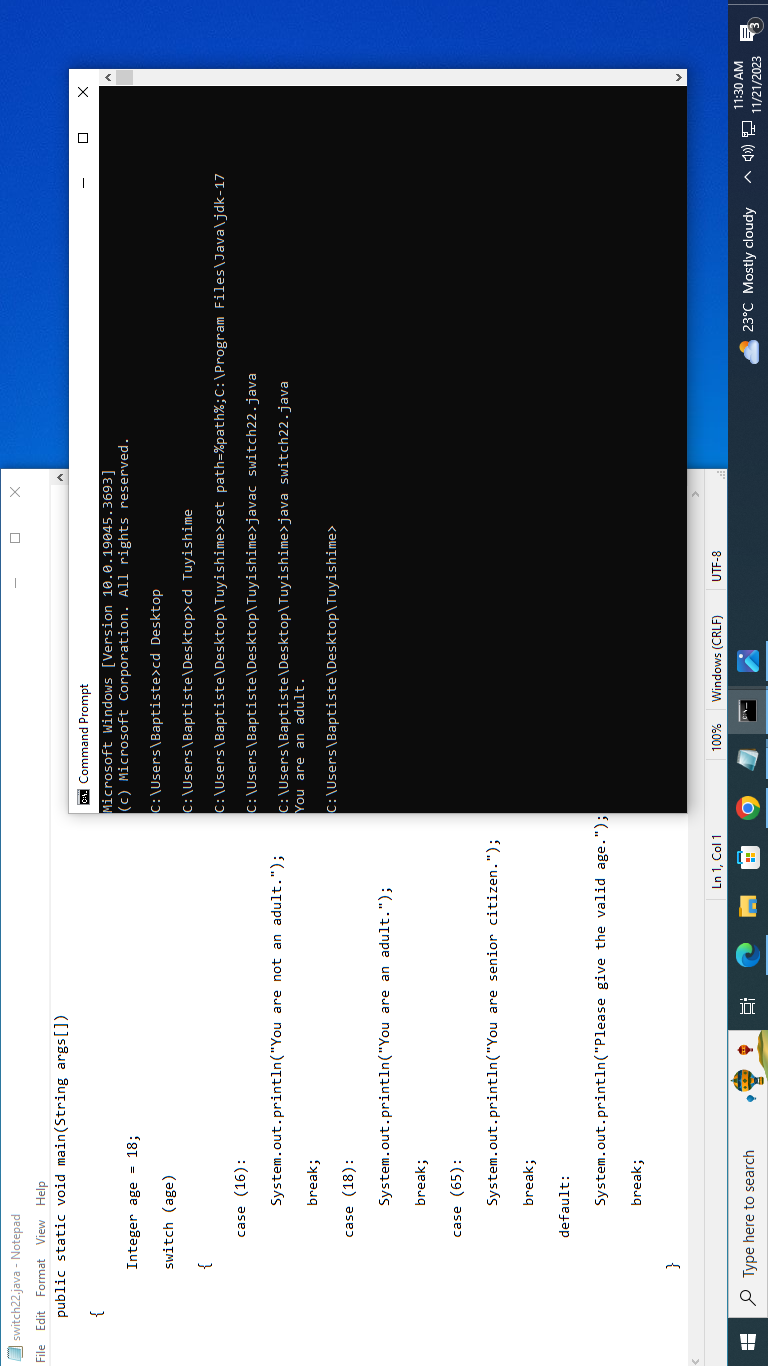 switch22.java - Notepad
File Edit Format View Help
public static void main(String args[])
{
Integer age = 18;
switch (age)
{
case (16):
System.out.println("You are not an adult.");
break;
case (18):
System.out.println("You are an adult.");
break;
case (65):
System.out.println("You are senior citizen.");
break;
default:
System.out.println("Please give the valid age.");
break;
}
Ln 1, Col 1 100% Windows (CRLF) UTF-8
Command Prompt
Microsoft Windows [Version 10.0.19045.3693]
(c) Microsoft Corporation. All rights reserved.
C:\Users\Baptiste>cd Desktop
C:\Users\Baptiste\Desktop>cd Tuyishime
C:\Users\Baptiste\Desktop\Tuyishime>set path=%path%;C:\Program Files\Java\jdk-17
C:\Users\Baptiste\Desktop\Tuyishime>javac switch22.java
C:\Users\Baptiste\Desktop\Tuyishime>java switch22.java
You are an adult.
C:\Users\Baptiste\Desktop\Tuyishime>
Type here to search
23°C Mostly cloudy
11:30 AM
11/21/2023
3